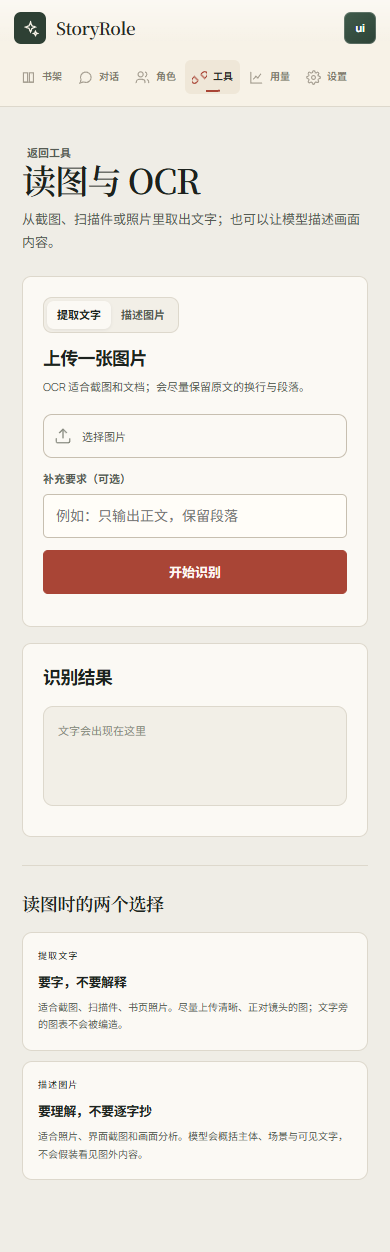 StoryRole
ui
书架
对话
角色
工具
用量
设置
返回工具
读图与 OCR
从截图、扫描件或照片里取出文字；也可以让模型描述画面
内容。
提取文字
描述图片
上传一张图片
OCR 适合截图和文档；会尽量保留原文的换行与段落。
选择图片
补充要求（可选）
例如：只输出正文，保留段落
开始识别
识别结果
文字会出现在这里
读图时的两个选择
提取文字
要字，不要解释
适合截图、扫描件、书页照片。尽量上传清晰、正对镜头的图；文字旁
的图表不会被编造。
描述图片
要理解，不要逐字抄
适合照片、界面截图和画面分析。模型会概括主体、场景与可见文字，
不会假装看见图外内容。